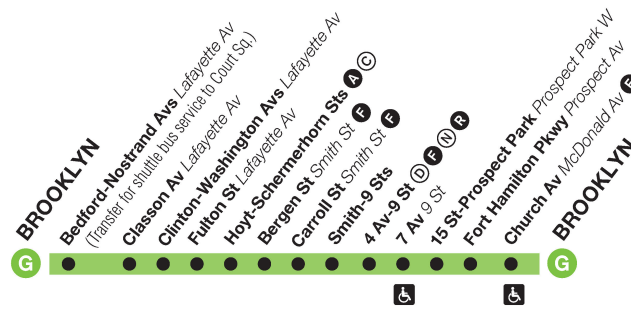 BROOKLYN
G
Bedford-Nostrand Avs Lafayette Av
(Transfer for shuttle bus service to Court Sq.)
Classon Av Lafayette Av
Clinton-Washington Avs Lafayette Av
Fulton St Lafayette Av
Hoyt-Schermerhorn Sts A C
Bergen St Smith St F
Carroll St Smith St F
Smith-9 Sts
4 Av-9 St D F N R
7 Av 9 St
15 St-Prospect Park Prospect Park W
Fort Hamilton Pkwy Prospect Av
Church Av McDonald Av F
BROOKLYN
G